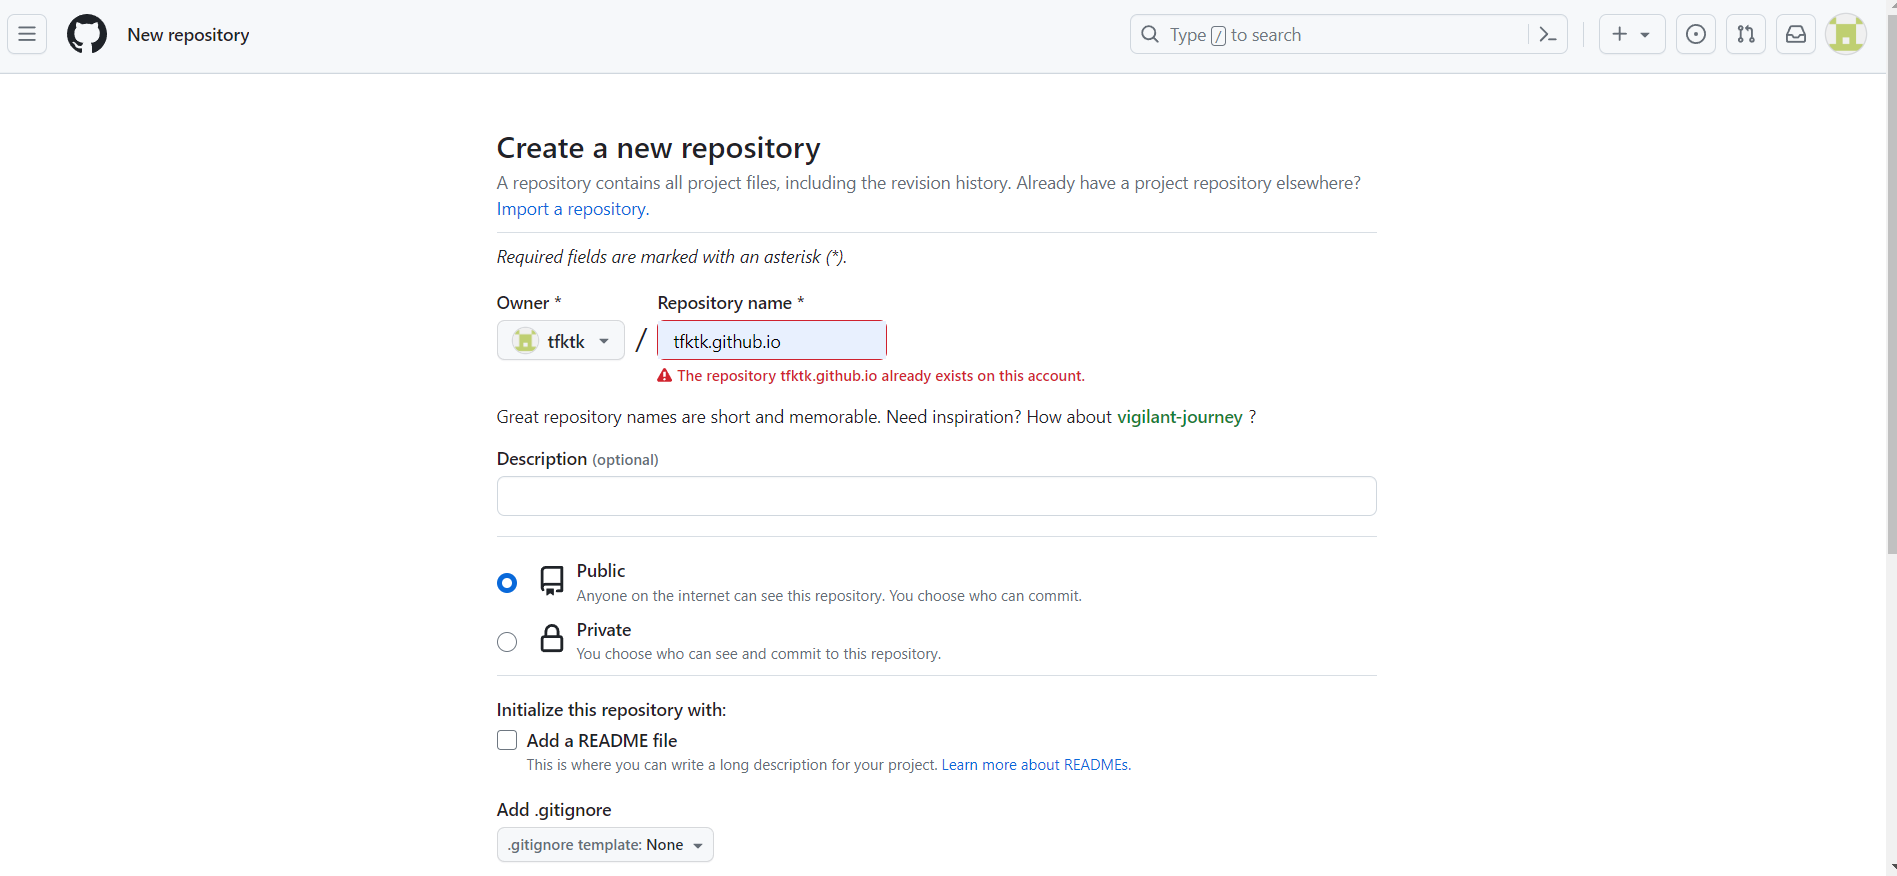 New repository
Type / to search
Create a new repository
A repository contains all project files, including the revision history. Already have a project repository elsewhere?
Import a repository.
Required fields are marked with an asterisk (*).
Owner * Repository name *
tfktk / tfktk.github.io
The repository tfktk.github.io already exists on this account.
Great repository names are short and memorable. Need inspiration? How about vigilant-journey ?
Description (optional)
Public
Anyone on the internet can see this repository. You choose who can commit.
Private
You choose who can see and commit to this repository.
Initialize this repository with:
Add a README file
This is where you can write a long description for your project. Learn more about READMEs.
Add .gitignore
.gitignore template: None